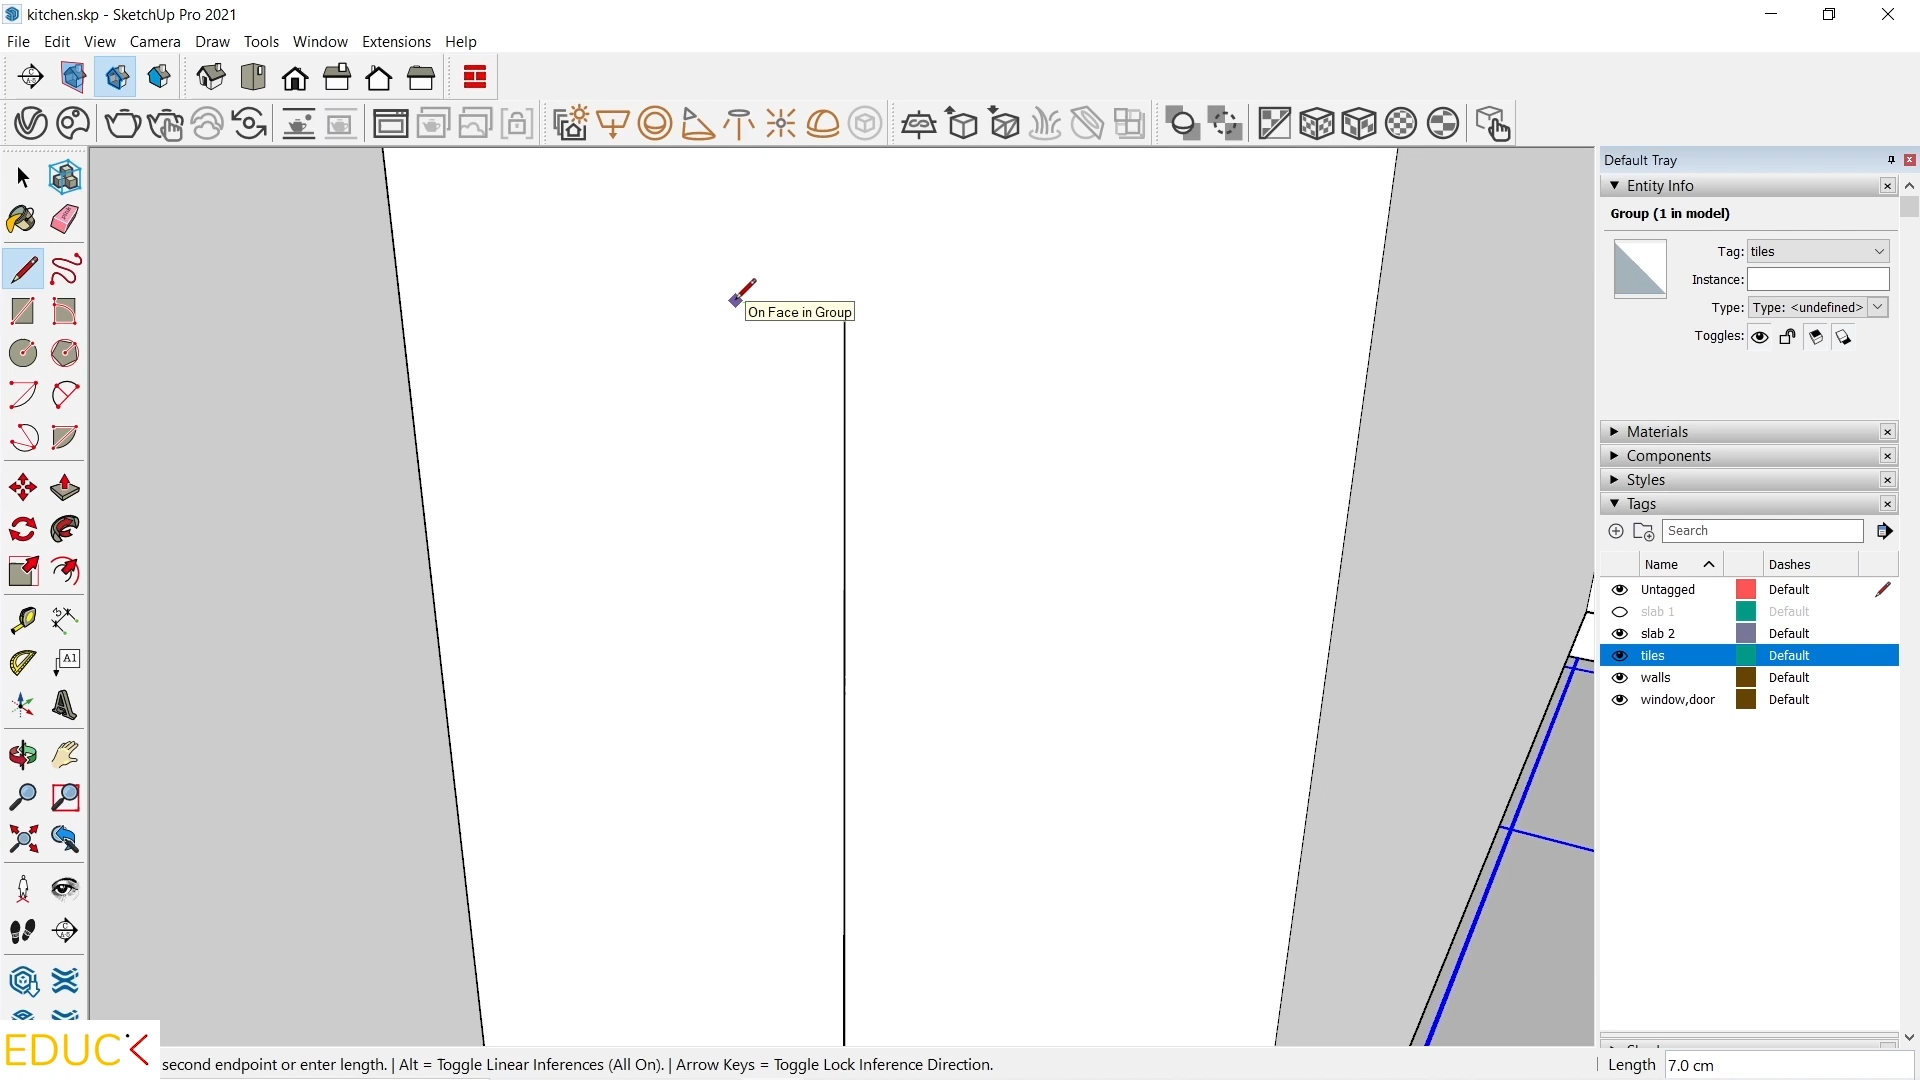 kitchen.skp - SketchUp Pro 2021
File Edit View Camera Draw Tools Window Extensions Help
Default Tray
Entity Info
Group (1 in model)
Tag: tiles
Instance:
Type: Type: <undefined>
Toggles:
On Face in Group
Materials
Components
Styles
Tags
Search
Name Dashes
Untagged Default
slab 1 Default
slab 2 Default
tiles Default
walls Default
window,door Default
A1
EDUC
second endpoint or enter length. | Alt = Toggle Linear Inferences (All On). | Arrow Keys = Toggle Lock Inference Direction.
Length 7.0 cm